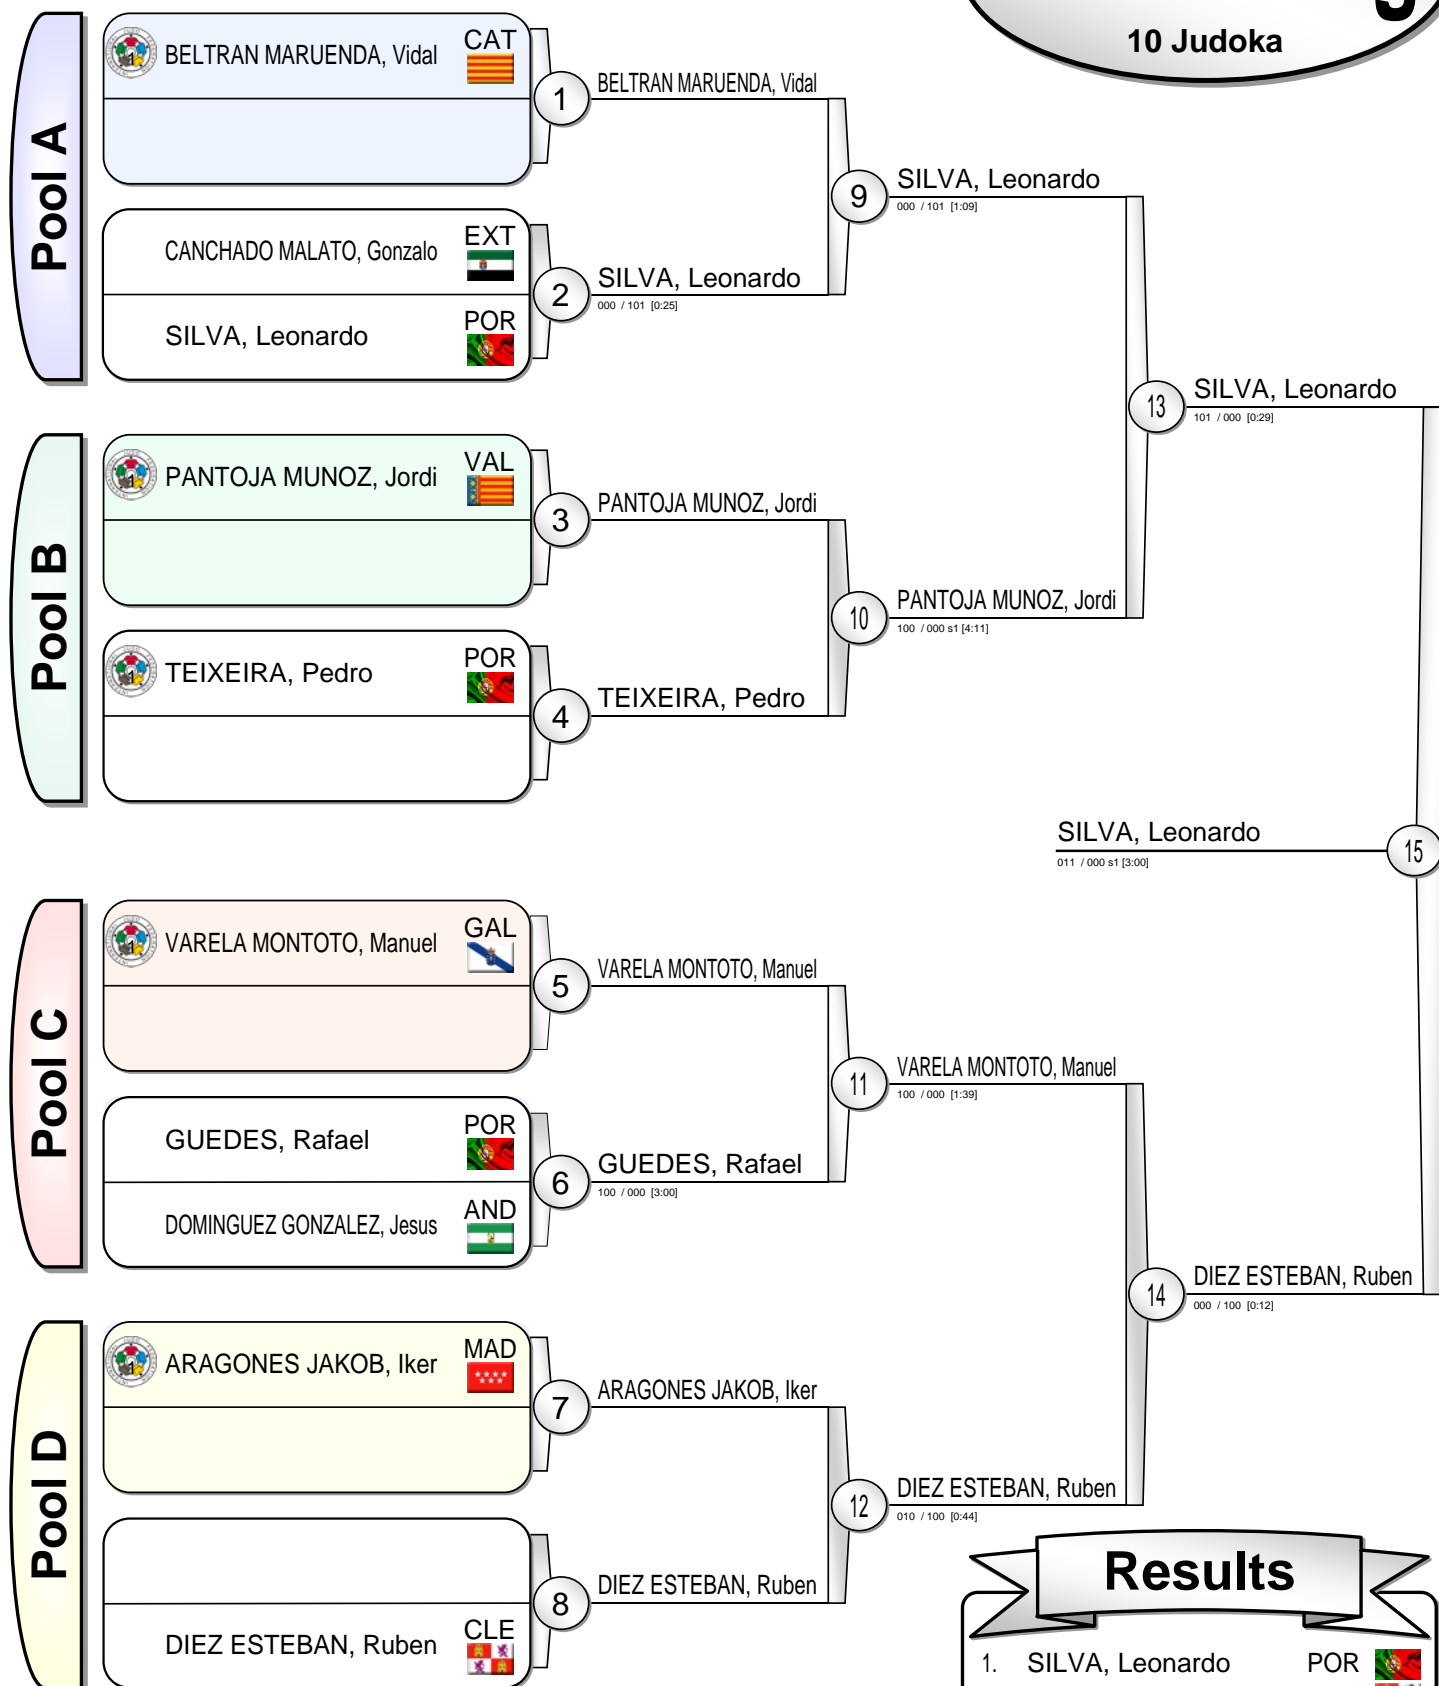 10 Judoka
Pool A
BELTRAN MARUENDA, Vidal CAT
1
BELTRAN MARUENDA, Vidal
CANCHADO MALATO, Gonzalo EXT
SILVA, Leonardo POR
2
SILVA, Leonardo
000 / 101 [0:25]
9
SILVA, Leonardo
000 / 101 [1:09]
Pool B
PANTOJA MUNOZ, Jordi VAL
3
PANTOJA MUNOZ, Jordi
TEIXEIRA, Pedro POR
4
TEIXEIRA, Pedro
10
PANTOJA MUNOZ, Jordi
100 / 000 s1 [4:11]
13
SILVA, Leonardo
101 / 000 [0:29]
SILVA, Leonardo
011 / 000 s1 [3:00]
15
Pool C
VARELA MONTOTO, Manuel GAL
5
VARELA MONTOTO, Manuel
GUEDES, Rafael POR
DOMINGUEZ GONZALEZ, Jesus AND
6
GUEDES, Rafael
100 / 000 [3:00]
11
VARELA MONTOTO, Manuel
100 / 000 [1:39]
Pool D
ARAGONES JAKOB, Iker MAD
7
ARAGONES JAKOB, Iker
DIEZ ESTEBAN, Ruben CLE
8
DIEZ ESTEBAN, Ruben
12
DIEZ ESTEBAN, Ruben
010 / 100 [0:44]
14
DIEZ ESTEBAN, Ruben
000 / 100 [0:12]
Results
1. SILVA, Leonardo POR